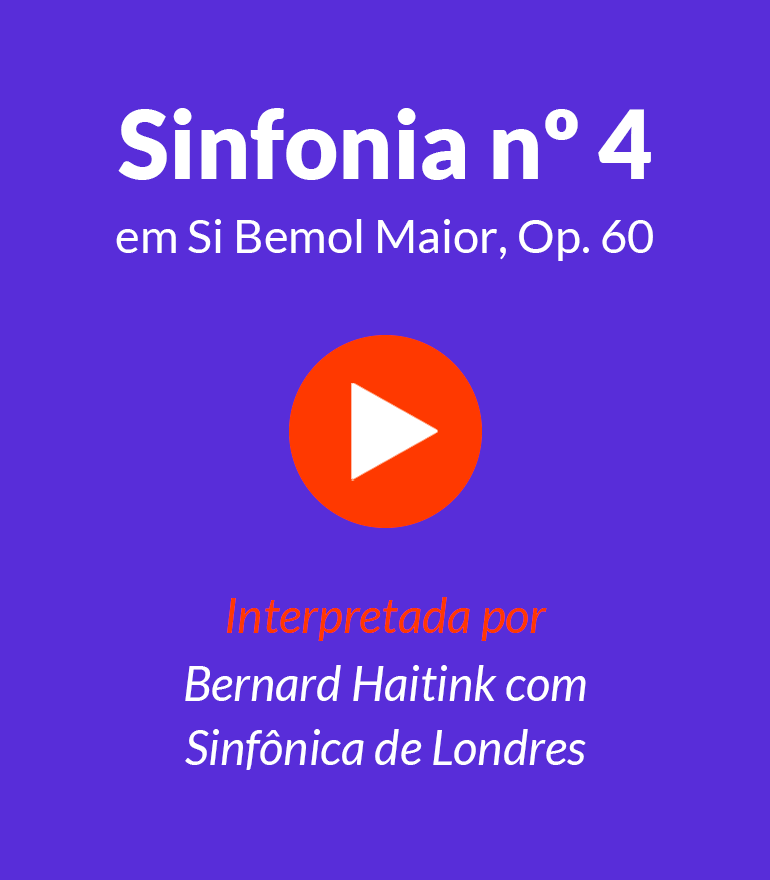 Sinfonia nº 4
em Si Bemol Maior, Op. 60
Interpretada por
Bernard Haitink com
Sinfônica de Londres